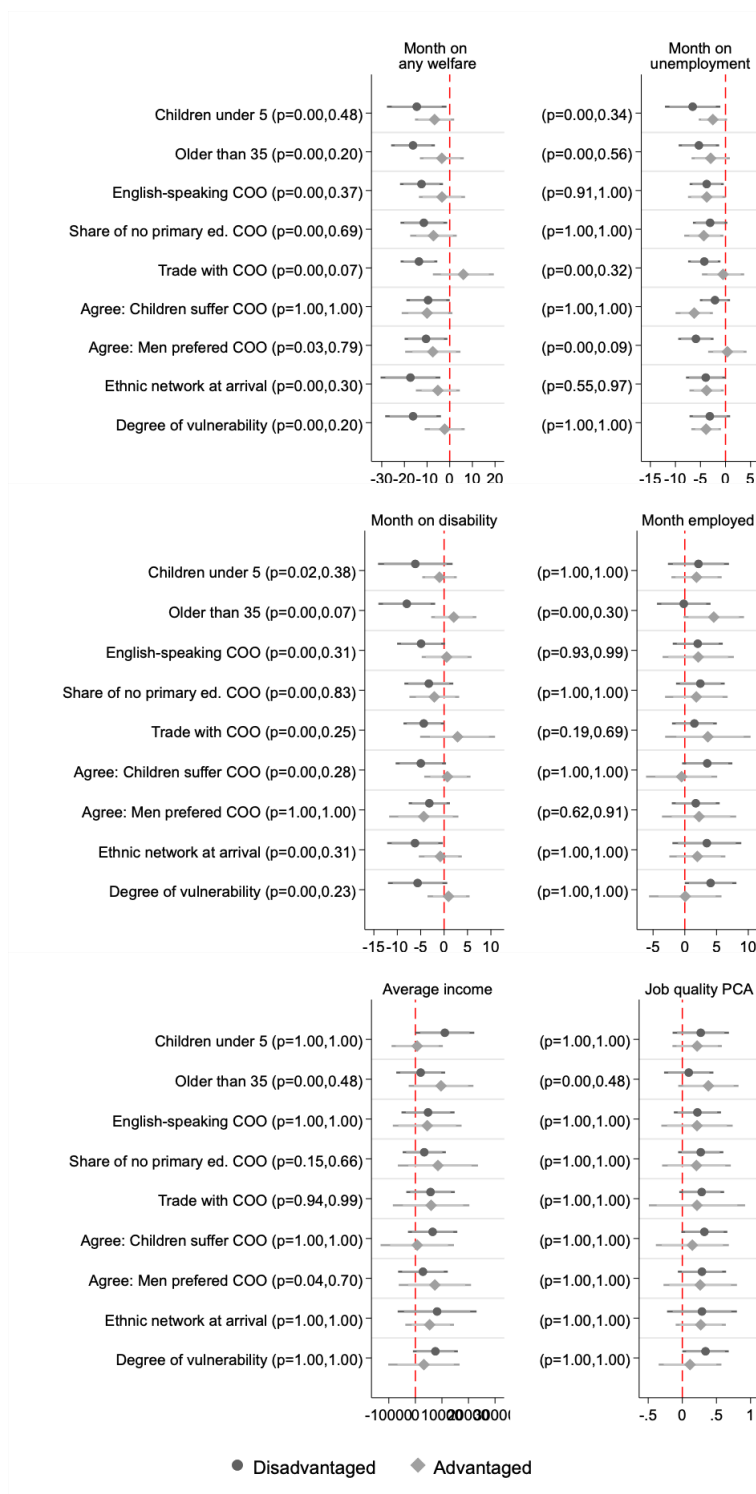 Month on
any welfare
Month on
unemployment
Children under 5 (p=0.00,0.48)
(p=0.00,0.34)
Older than 35 (p=0.00,0.20)
(p=0.00,0.56)
English-speaking COO (p=0.00,0.37)
(p=0.91,1.00)
Share of no primary ed. COO (p=0.00,0.69)
(p=1.00,1.00)
Trade with COO (p=0.00,0.07)
(p=0.00,0.32)
Agree: Children suffer COO (p=1.00,1.00)
(p=1.00,1.00)
Agree: Men prefered COO (p=0.03,0.79)
(p=0.00,0.09)
Ethnic network at arrival (p=0.00,0.30)
(p=0.55,0.97)
Degree of vulnerability (p=0.00,0.20)
(p=1.00,1.00)
-30 -20 -10 0 10 20
-15 -10 -5 0 5
Month on disability
Month employed
Children under 5 (p=0.02,0.38)
(p=1.00,1.00)
Older than 35 (p=0.00,0.07)
(p=0.00,0.30)
English-speaking COO (p=0.00,0.31)
(p=0.93,0.99)
Share of no primary ed. COO (p=0.00,0.83)
(p=1.00,1.00)
Trade with COO (p=0.00,0.25)
(p=0.19,0.69)
Agree: Children suffer COO (p=0.00,0.28)
(p=1.00,1.00)
Agree: Men prefered COO (p=1.00,1.00)
(p=0.62,0.91)
Ethnic network at arrival (p=0.00,0.31)
(p=1.00,1.00)
Degree of vulnerability (p=0.00,0.23)
(p=1.00,1.00)
-15 -10 -5 0 5 10
-5 0 5 10
Average income
Job quality PCA
Children under 5 (p=1.00,1.00)
(p=1.00,1.00)
Older than 35 (p=0.00,0.48)
(p=0.00,0.48)
English-speaking COO (p=1.00,1.00)
(p=1.00,1.00)
Share of no primary ed. COO (p=0.15,0.66)
(p=1.00,1.00)
Trade with COO (p=0.94,0.99)
(p=1.00,1.00)
Agree: Children suffer COO (p=1.00,1.00)
(p=1.00,1.00)
Agree: Men prefered COO (p=0.04,0.70)
(p=1.00,1.00)
Ethnic network at arrival (p=1.00,1.00)
(p=1.00,1.00)
Degree of vulnerability (p=1.00,1.00)
(p=1.00,1.00)
-.5 0 .5 1
Disadvantaged
Advantaged